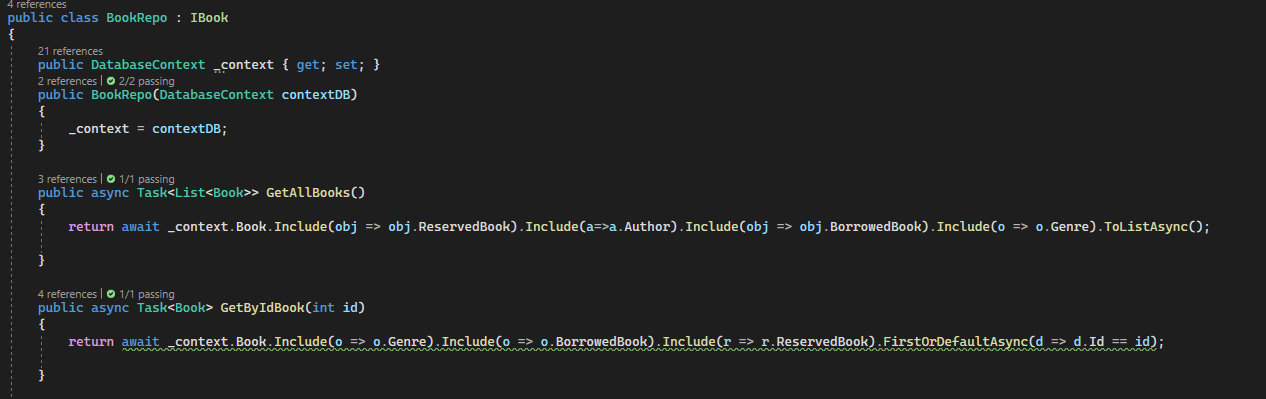 4 references
public class BookRepo : IBook
{
21 references
public DatabaseContext _context { get; set; }
2 references | 2/2 passing
public BookRepo(DatabaseContext contextDB)
{
_context = contextDB;
}
3 references | 1/1 passing
public async Task<List<Book>> GetAllBooks()
{
return await _context.Book.Include(obj => obj.ReservedBook).Include(a=>a.Author).Include(obj => obj.BorrowedBook).Include(o => o.Genre).ToListAsync();
}
4 references | 1/1 passing
public async Task<Book> GetByIdBook(int id)
{
return await _context.Book.Include(o => o.Genre).Include(o => o.BorrowedBook).Include(r => r.ReservedBook).FirstOrDefaultAsync(d => d.Id == id);
}